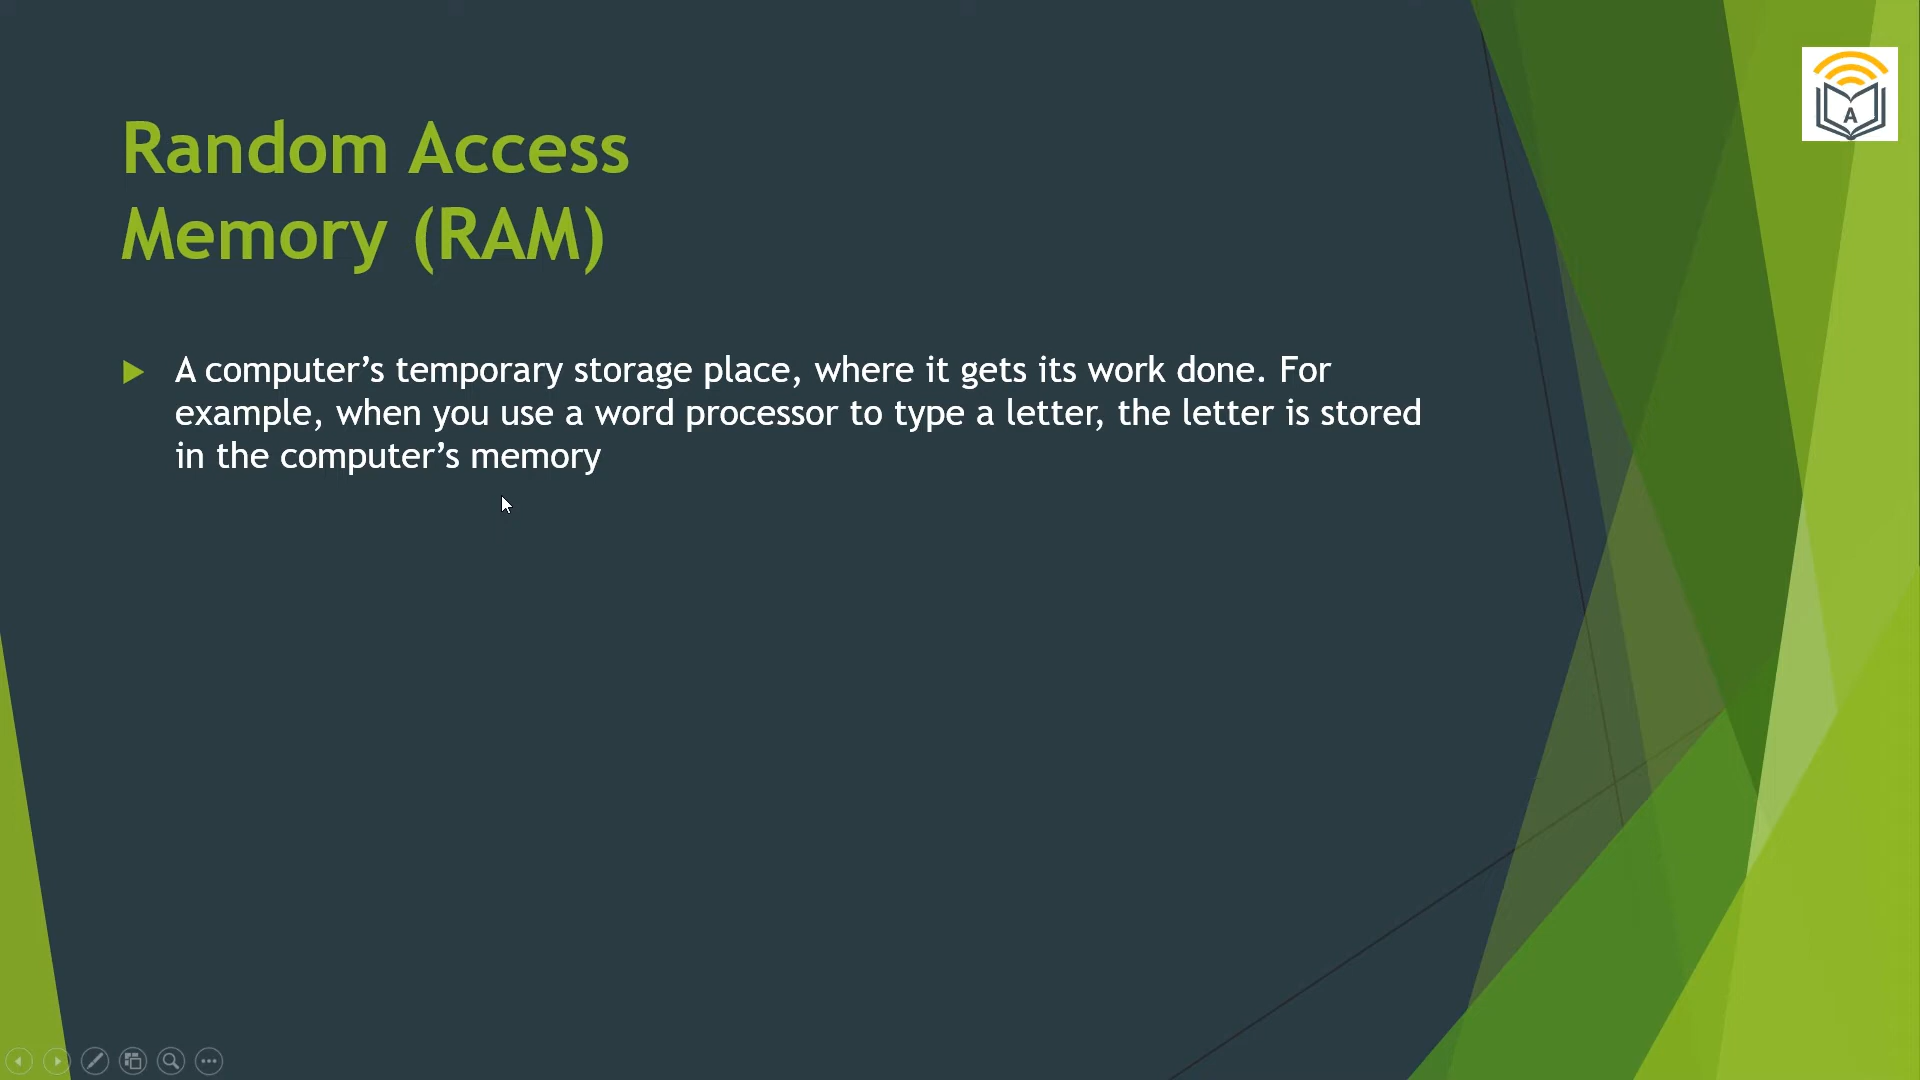 Random Access
Memory (RAM)
A computer’s temporary storage place, where it gets its work done. For
example, when you use a word processor to type a letter, the letter is stored
in the computer’s memory
A